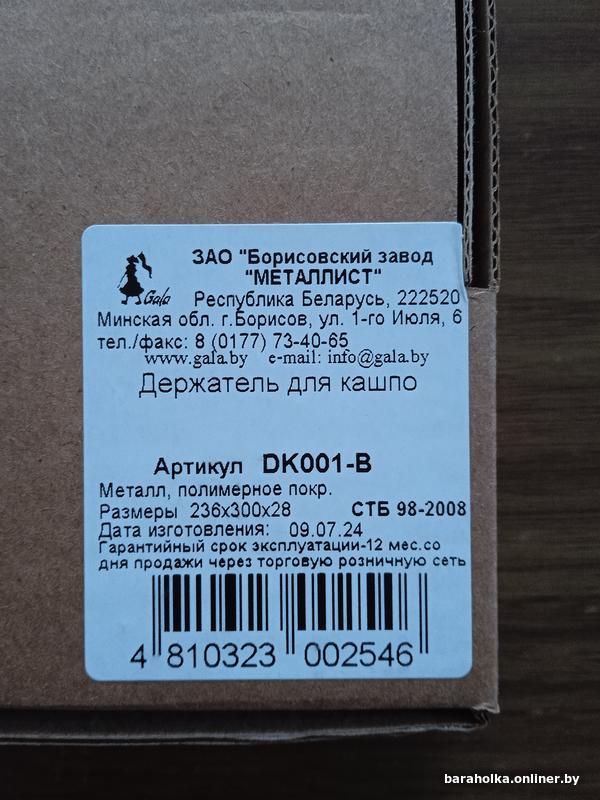 ЗАО "Борисовский завод
"МЕТАЛЛИСТ"
Gala
Республика Беларусь, 222520
Минская обл. г.Борисов, ул. 1-го Июля, 6
тел./факс: 8 (0177) 73-40-65
www.gala.by e-mail: info@gala.by
Держатель для кашпо
Артикул DK001-B
Металл, полимерное покр.
Размеры 236x300x28 СТБ 98-2008
Дата изготовления: 09.07.24
Гарантийный срок эксплуатации-12 мес.со
дня продажи через торговую розничную сеть
4 810323 002546
baraholka.onliner.by